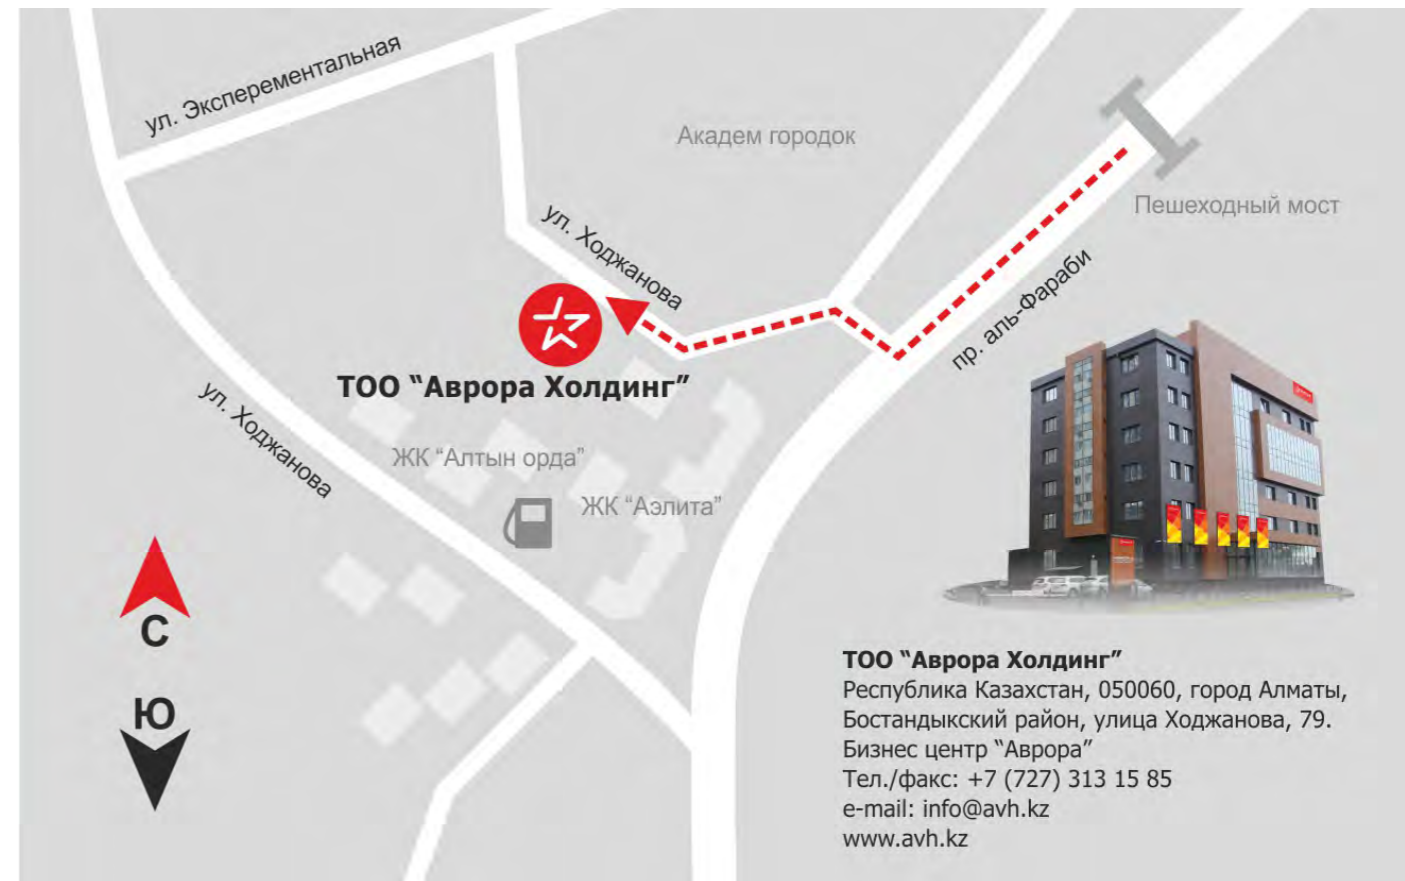 ул. Эксперементальная
Академ городок
Пешеходный мост
ул. Ходжанова
пр. аль-Фараби
ТОО “Аврора Холдинг”
ул. Ходжанова
ЖК “Алтын орда”
ЖК “Аэлита”
С
Ю
ТОО “Аврора Холдинг”
Республика Казахстан, 050060, город Алматы,
Бостандыкский район, улица Ходжанова, 79.
Бизнес центр “Аврора”
Тел./факс: +7 (727) 313 15 85
e-mail: info@avh.kz
www.avh.kz